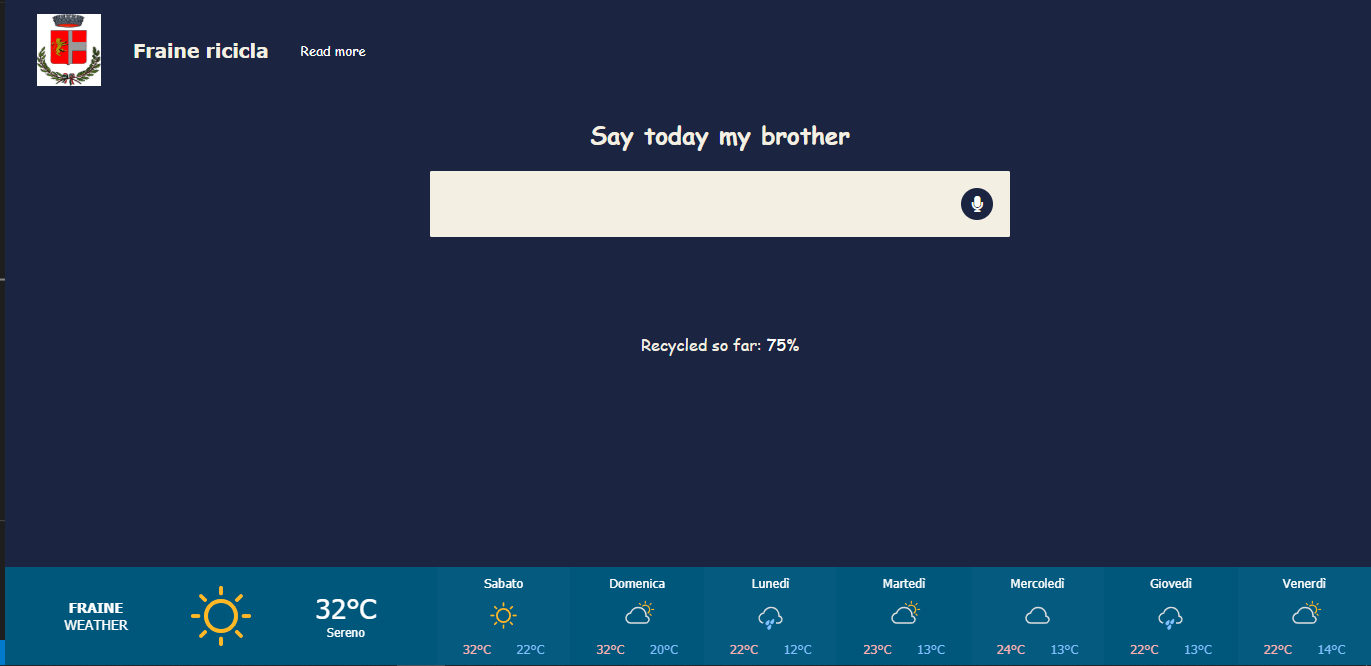 Fraine ricicla Read more
Say today my brother
Recycled so far: 75%
FRAINE
WEATHER
32°C
Sereno
Sabato
32°C 22°C
Domenica
32°C 20°C
Lunedì
22°C 12°C
Martedì
23°C 13°C
Mercoledì
24°C 13°C
Giovedì
22°C 13°C
Venerdì
22°C 14°C